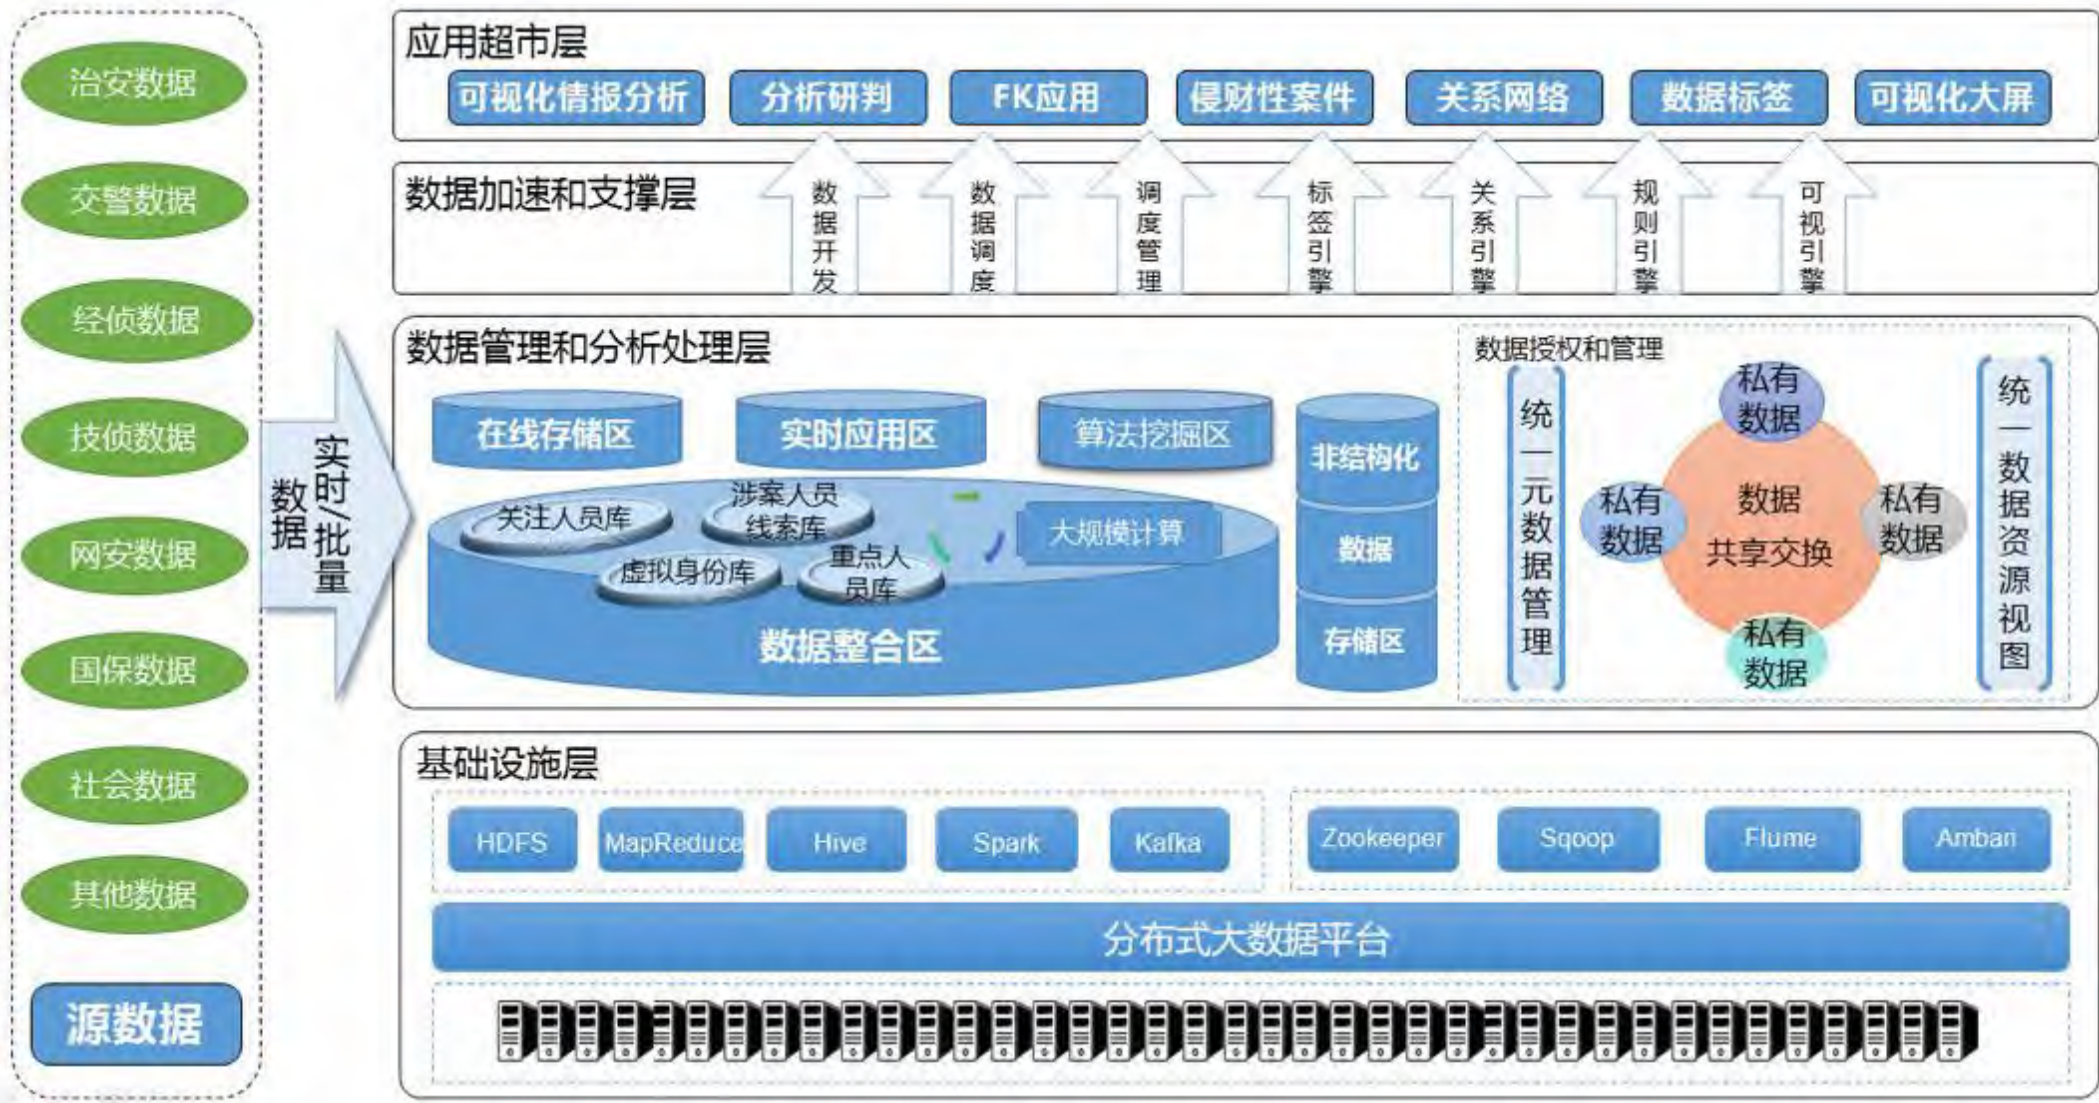 治安数据
交警数据
经侦数据
技侦数据
网安数据
国保数据
社会数据
其他数据
源数据
实时/批量
数据
应用超市层
可视化情报分析
分析研判
FK应用
侵财性案件
关系网络
数据标签
可视化大屏
数据加速和支撑层
数据开发
数据调度
调度管理
标签引擎
关系引擎
规则引擎
可视引擎
数据管理和分析处理层
在线存储区
实时应用区
算法挖掘区
关注人员库
涉案人员
线索库
虚拟身份库
重点人
员库
大规模计算
数据整合区
非结构化
数据
存储区
数据授权和管理
统一元数据管理
私有
数据
私有
数据
数据
共享交换
私有
数据
私有
数据
统一数据资源视图
基础设施层
HDFS
MapReduce
Hive
Spark
Kafka
Zookeeper
Sqoop
Flume
Ambari
分布式大数据平台